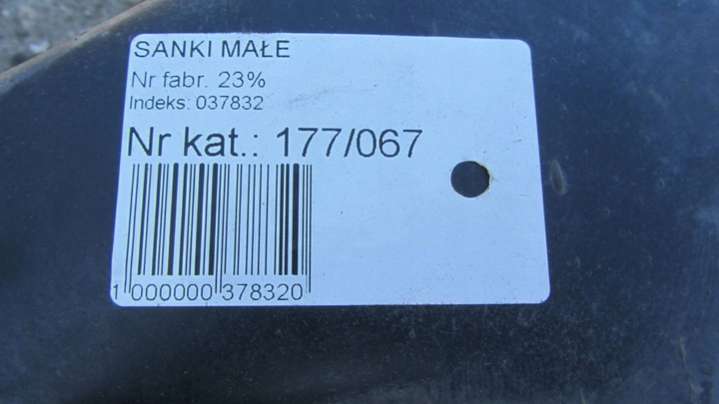 SANKI MAŁE
Nr fabr. 23%
Indeks: 037832
Nr kat.: 177/067
1 000000 378320